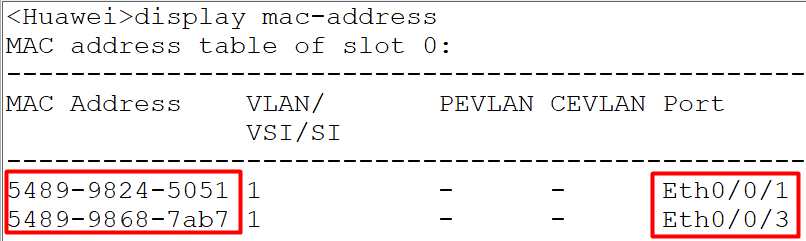 <Huawei>display mac-address
MAC address table of slot 0:
-------------------------------------------------
MAC Address VLAN/ PEVLAN CEVLAN Port
VSI/SI
-------------------------------------------------
5489-9824-5051 1 - - Eth0/0/1
5489-9868-7ab7 1 - - Eth0/0/3